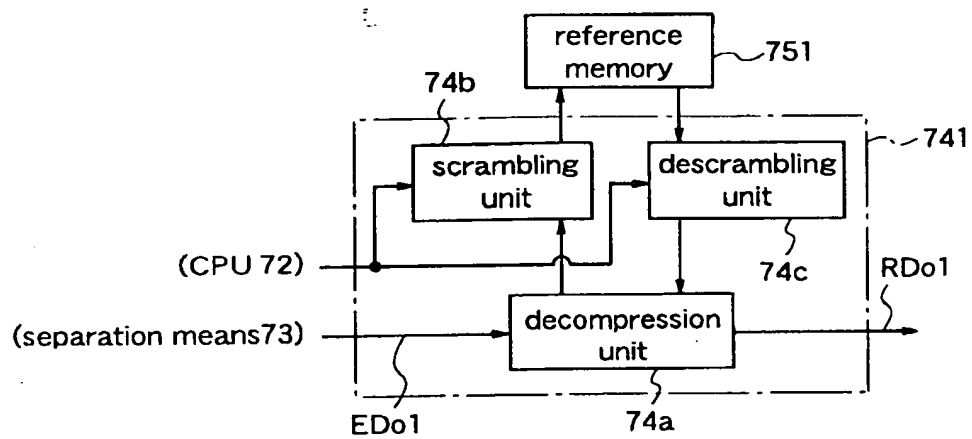 reference
memory
751
74b
741
scrambling
unit
descrambling
unit
(CPU 72)
74c
RDo1
(separation means73)
decompression
unit
EDo1
74a